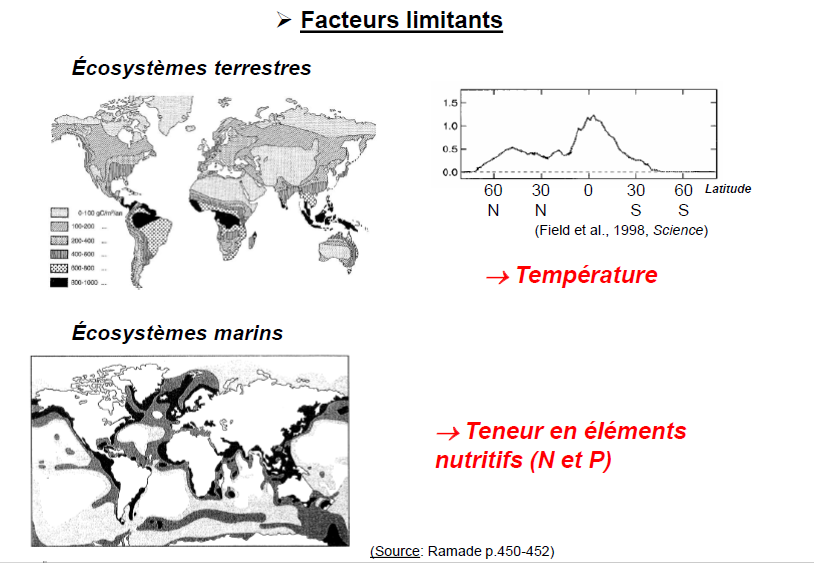 ➢ Facteurs limitants
Écosystèmes terrestres
0-100 gC/m²/an
100-200 ...
200-400 ...
400-600 ...
600-800 ...
800-1000 ...
1.5
1.0
0.5
0.0
60 30 0 30 60 Latitude
N N S S
(Field et al., 1998, Science)
→ Température
Écosystèmes marins
→ Teneur en éléments
nutritifs (N et P)
(Source: Ramade p.450-452)